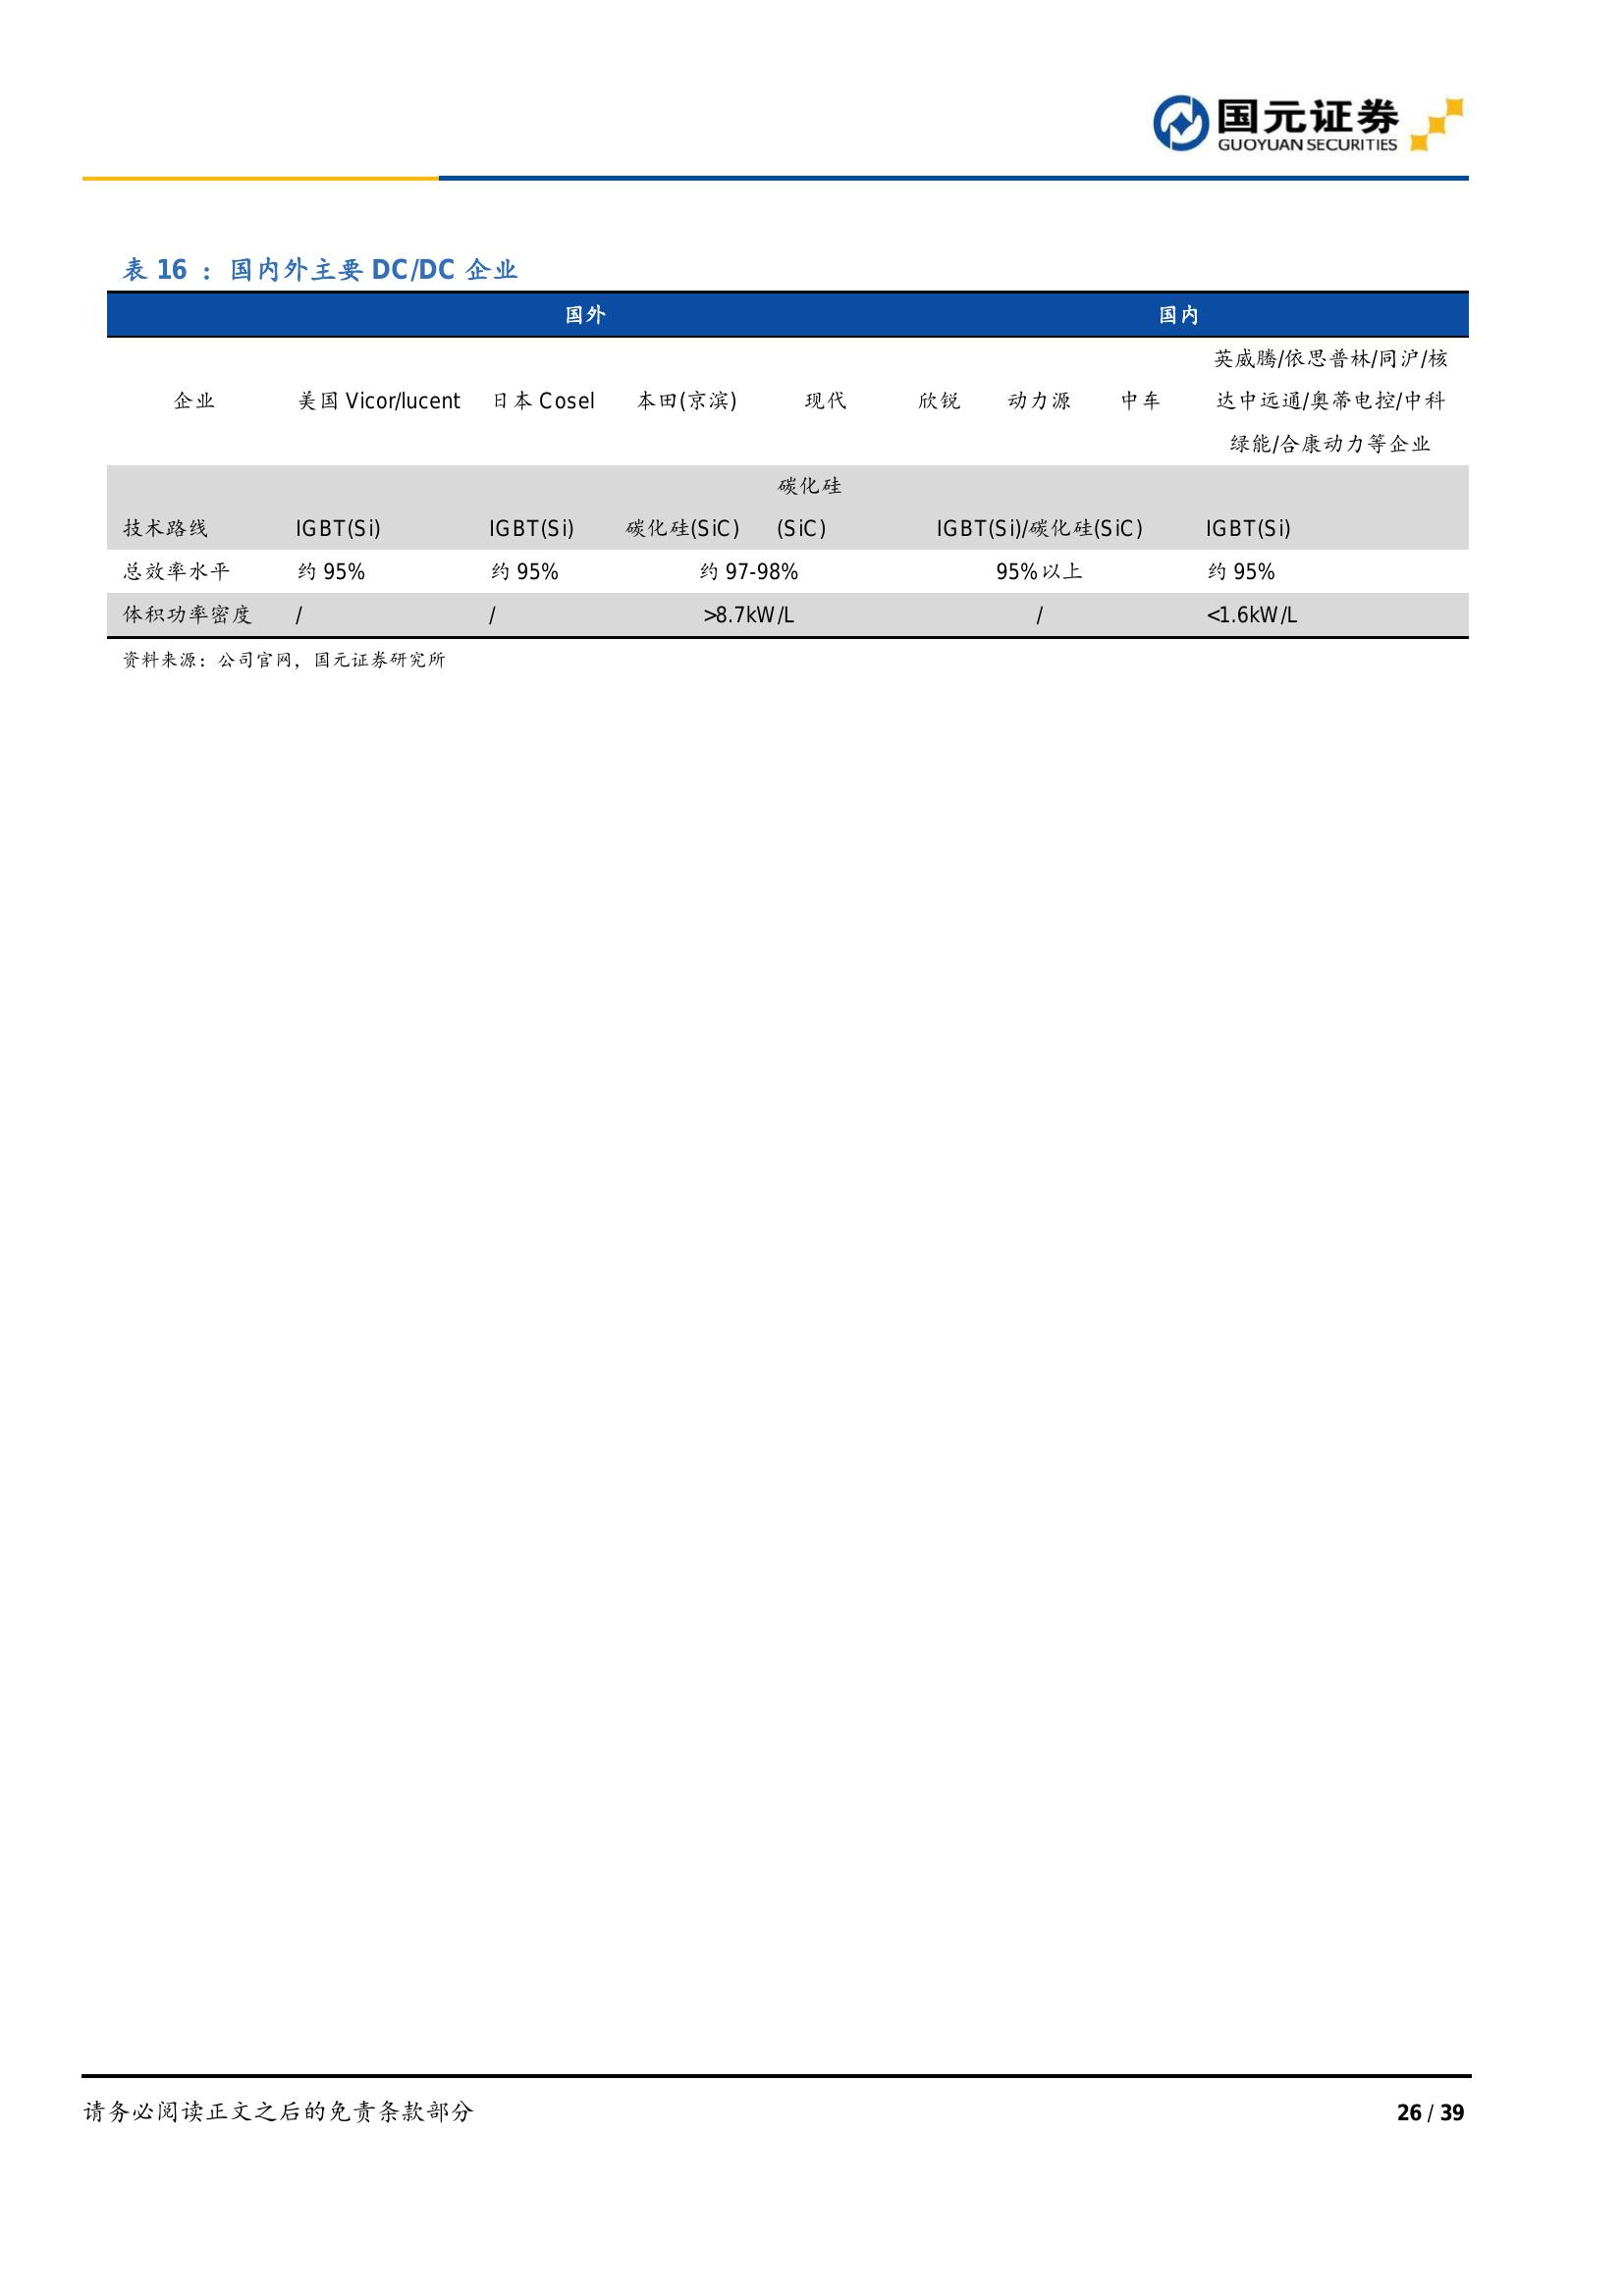 国元证券
GUOYUAN SECURITIES
表 16 ：国内外主要 DC/DC 企业
国外 国内
企业 美国 Vicor/lucent 日本 Cosel 本田(京滨) 现代 欣锐 动力源 中车 英威腾/依思普林/同沪/核
达中远通/奥蒂电控/中科
绿能/合康动力等企业
技术路线 IGBT(Si) IGBT(Si) 碳化硅(SiC) 碳化硅
(SiC) IGBT(Si)/碳化硅(SiC) IGBT(Si)
总效率水平 约 95% 约 95% 约 97-98% 95%以上 约 95%
体积功率密度 / / >8.7kW/L / <1.6kW/L
资料来源：公司官网，国元证券研究所
请务必阅读正文之后的免责条款部分 26 / 39